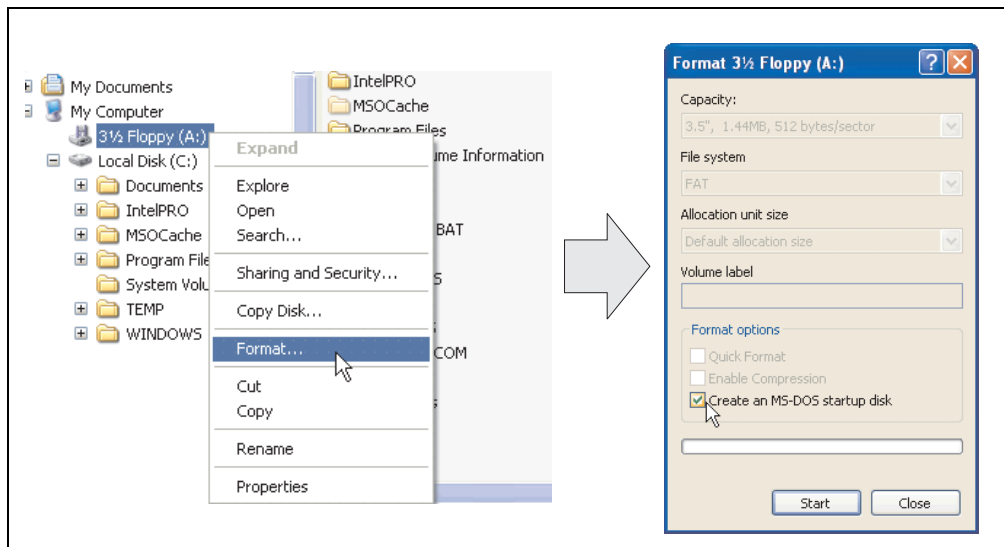 My Documents
My Computer
3½ Floppy (A:)
Local Disk (C:)
Documents
IntelPRO
MSOCache
Program File
System Volu
TEMP
WINDOWS
IntelPRO
MSOCache
Program Files
ume Information
BAT
S
COM
Expand
Explore
Open
Search...
Sharing and Security...
Copy Disk...
Format...
Cut
Copy
Rename
Properties
Format 3½ Floppy (A:)
Capacity:
3.5", 1.44MB, 512 bytes/sector
File system
FAT
Allocation unit size
Default allocation size
Volume label
Format options
Quick Format
Enable Compression
Create an MS-DOS startup disk
Start
Close